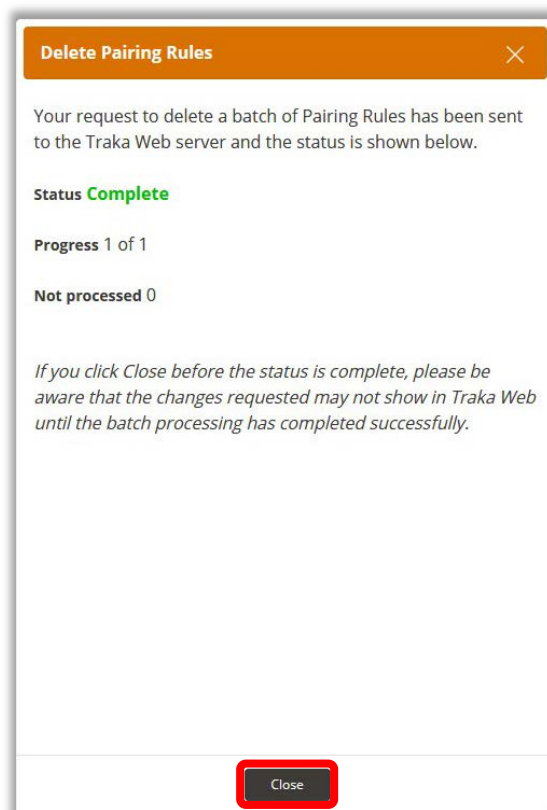 Delete Pairing Rules
Your request to delete a batch of Pairing Rules has been sent
to the Traka Web server and the status is shown below.
Status Complete
Progress 1 of 1
Not processed 0
If you click Close before the status is complete, please be
aware that the changes requested may not show in Traka Web
until the batch processing has completed successfully.
Close